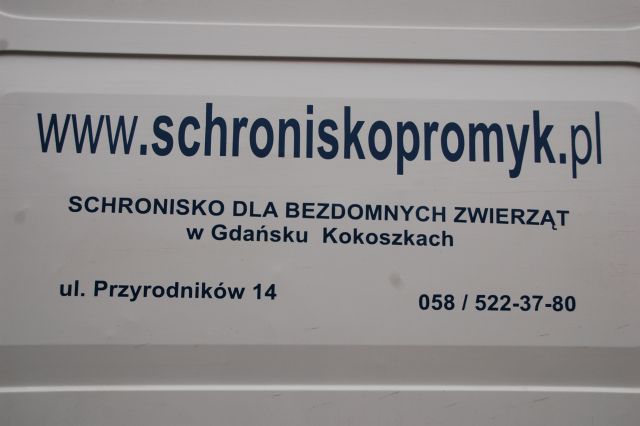 www.schroniskopromyk.pl
SCHRONISKO DLA BEZDOMNYCH ZWIERZĄT
w Gdańsku Kokoszkach
ul. Przyrodników 14
058 / 522-37-80